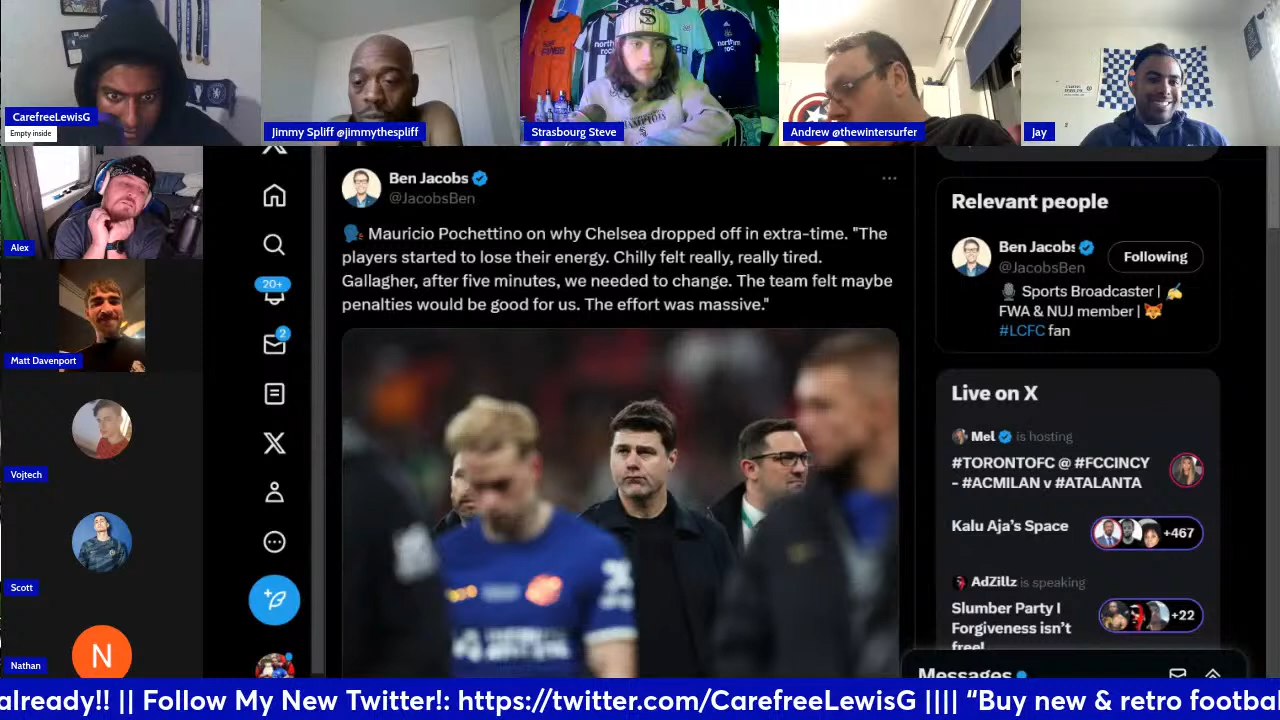 CarefreeLewisG
Empty inside
Jimmy Spliff @jimmythespliff
Strasbourg Steve
Andrew @thewintersurfer
Jay
Alex
Matt Davenport
Vojtech
Scott
N
Nathan
20+
2
Ben Jacobs
@JacobsBen
Mauricio Pochettino on why Chelsea dropped off in extra-time. "The
players started to lose their energy. Chilly felt really, really tired.
Gallagher, after five minutes, we needed to change. The team felt maybe
penalties would be good for us. The effort was massive."
Relevant people
Ben Jacobs
@JacobsBen
Following
Sports Broadcaster |
FWA & NUJ member |
#LCFC fan
Live on X
Mel is hosting
#TORONTOFC @ #FCCINCY
- #ACMILAN v #ATALANTA
Kalu Aja's Space
+467
AdZillz is speaking
Slumber Party I
Forgiveness isn't
free!
+22
Messages
already!! || Follow My New Twitter!: https://twitter.com/CarefreeLewisG |||| “Buy new & retro footba